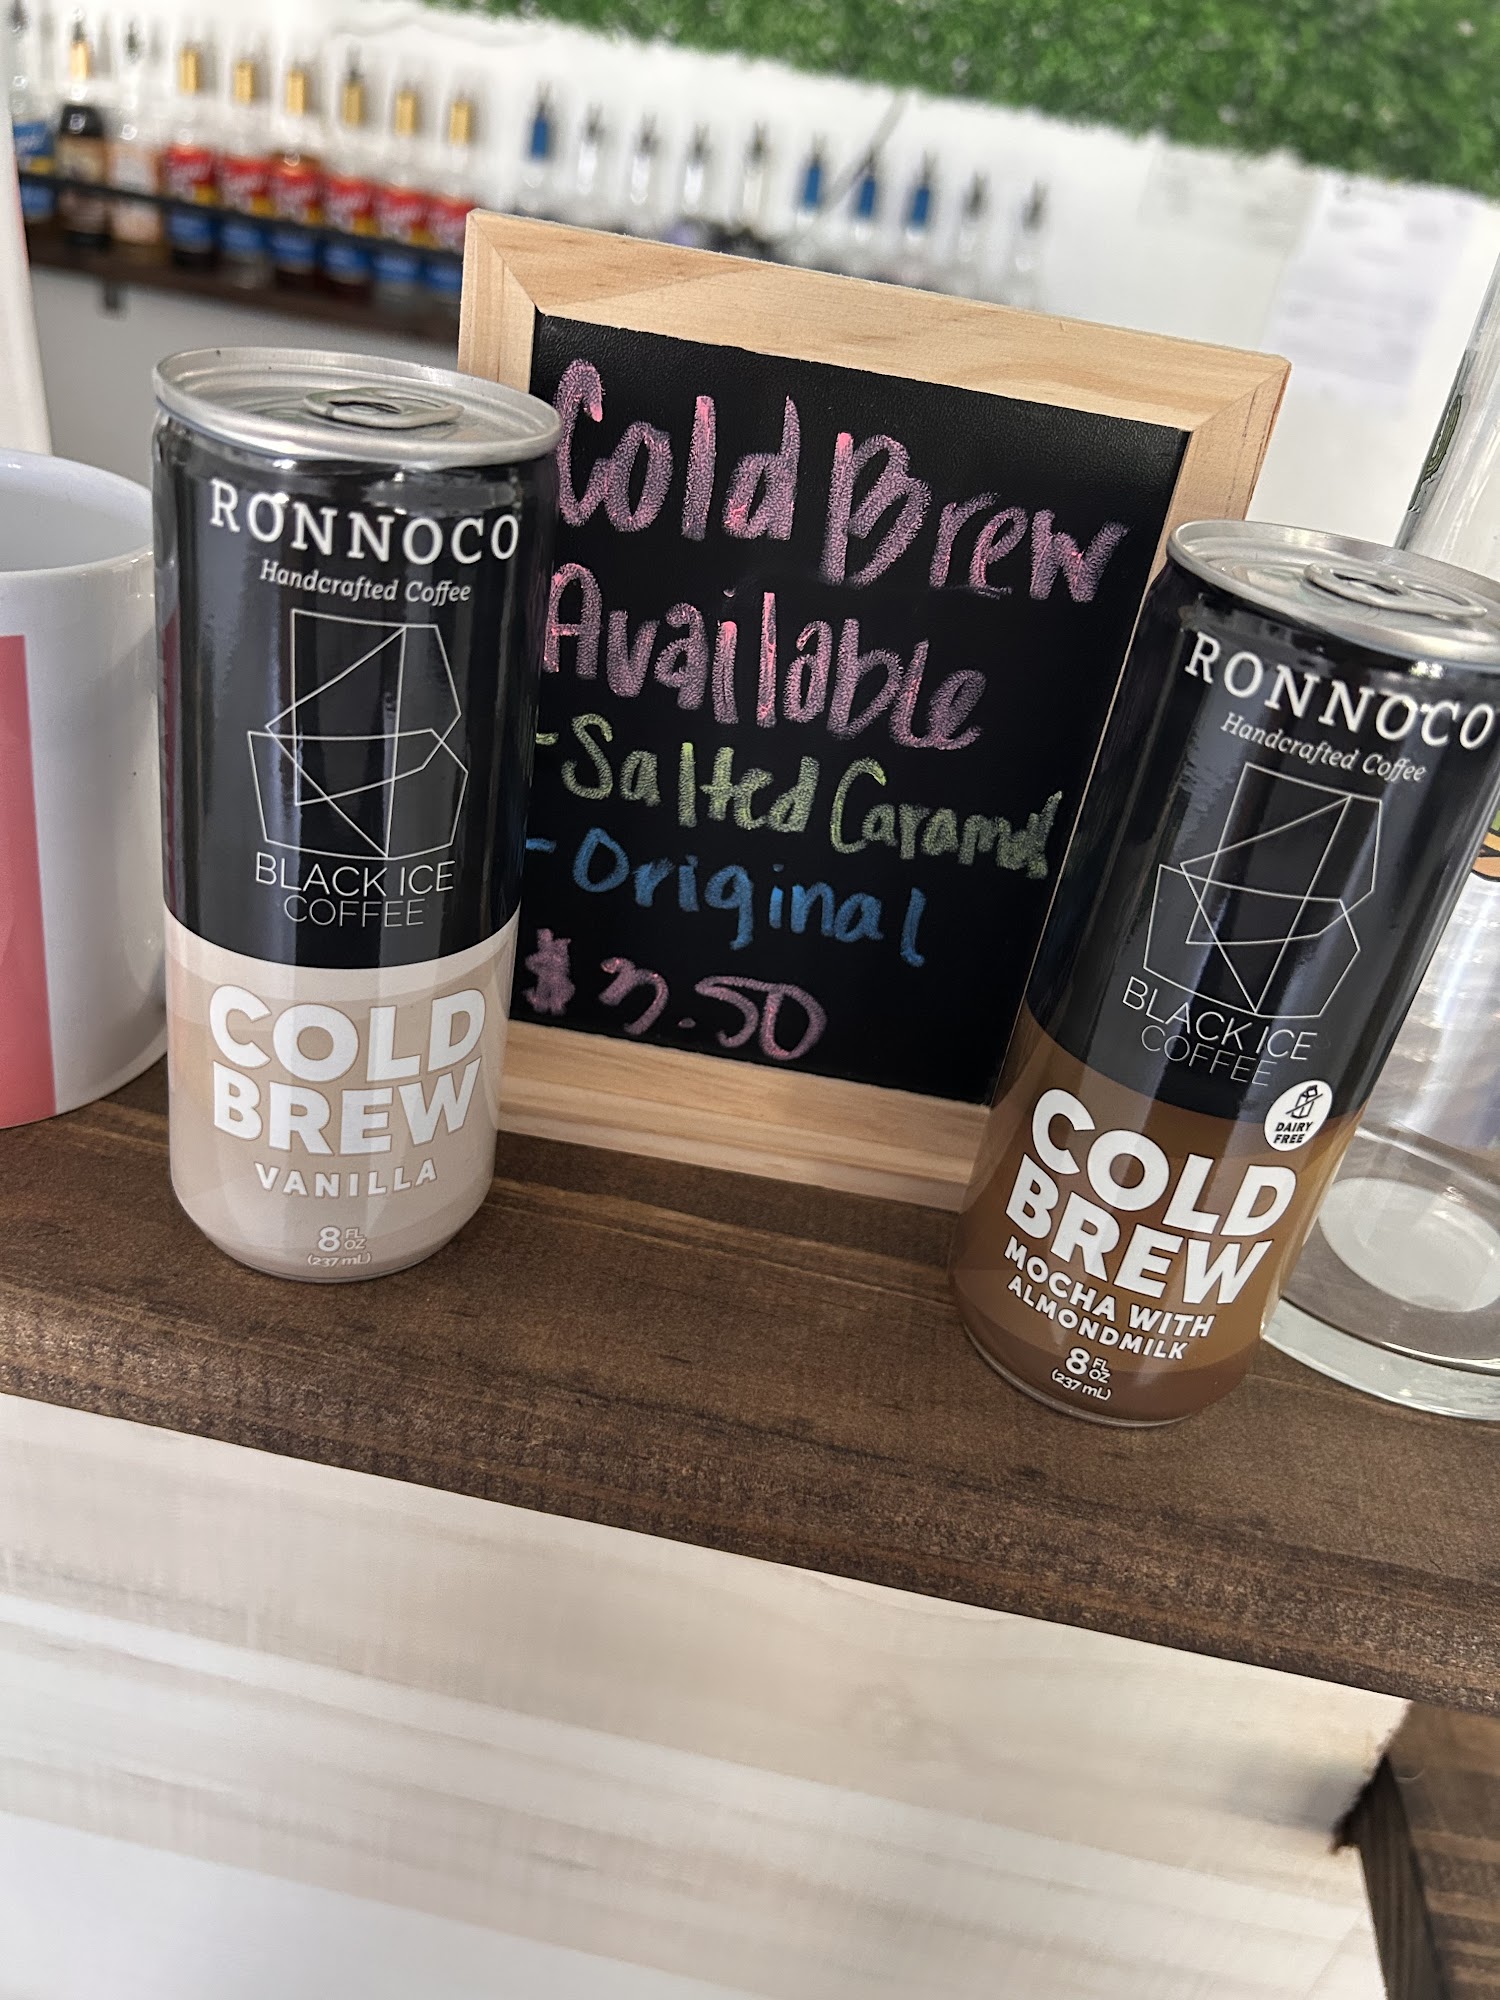 RONNOCO
Handcrafted Coffee
BLACK ICE
COFFEE
COLD
BREW
VANILLA
8 FL OZ
(237 mL)
Cold Brew
Available
- Salted Caramel
- Original
$3.50
RONNOCO
Handcrafted Coffee
BLACK ICE
COFFEE
DAIRY
FREE
COLD
BREW
MOCHA WITH
ALMONDMILK
8 FL OZ
(237 mL)